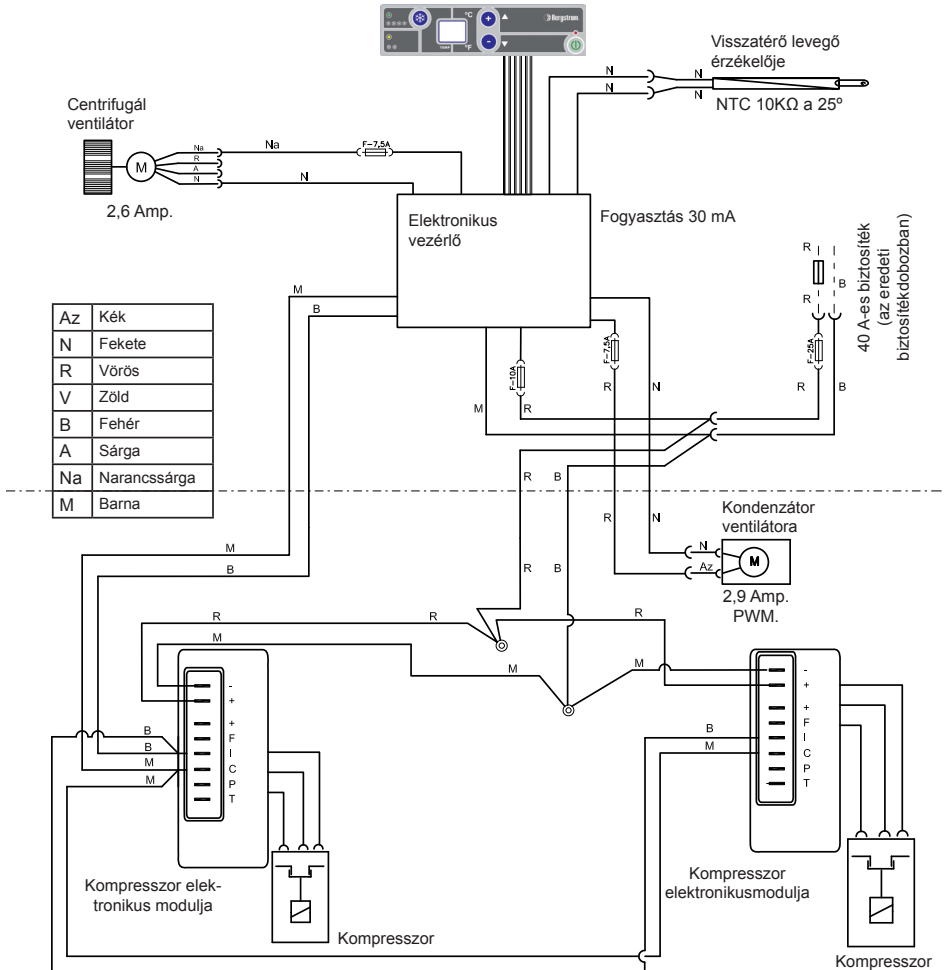 °C
°F
TEMP
Bergstrom
Visszatérő levegő
érzékelője
NTC 10KΩ a 25º
N
N
N
N
Centrifugál
ventilátor
M
Na
R
A
N
Na
N
F-7,5A
2,6 Amp.
Elektronikus
vezérlő
Fogyasztás 30 mA
40 A-es biztosíték
(az eredeti
biztosítékdobozban)
R
B
R
F-25A
R
B
M
B
F-10A
F-7,5A
M
R
R
N
Az Kék
N Fekete
R Vörös
V Zöld
B Fehér
A Sárga
Na Narancssárga
M Barna
R
B
R
N
Kondenzátor
ventilátora
N
Az
M
2,9 Amp.
PWM.
M
B
R
B
R
R
R
M
M
M
-
+
+
F
I
C
P
T
B
B
M
M
-
+
+
F
I
C
P
T
B
M
Kompresszor elek-
tronikus modulja
Kompresszor
Kompresszor
elektronikusmodulja
Kompresszor